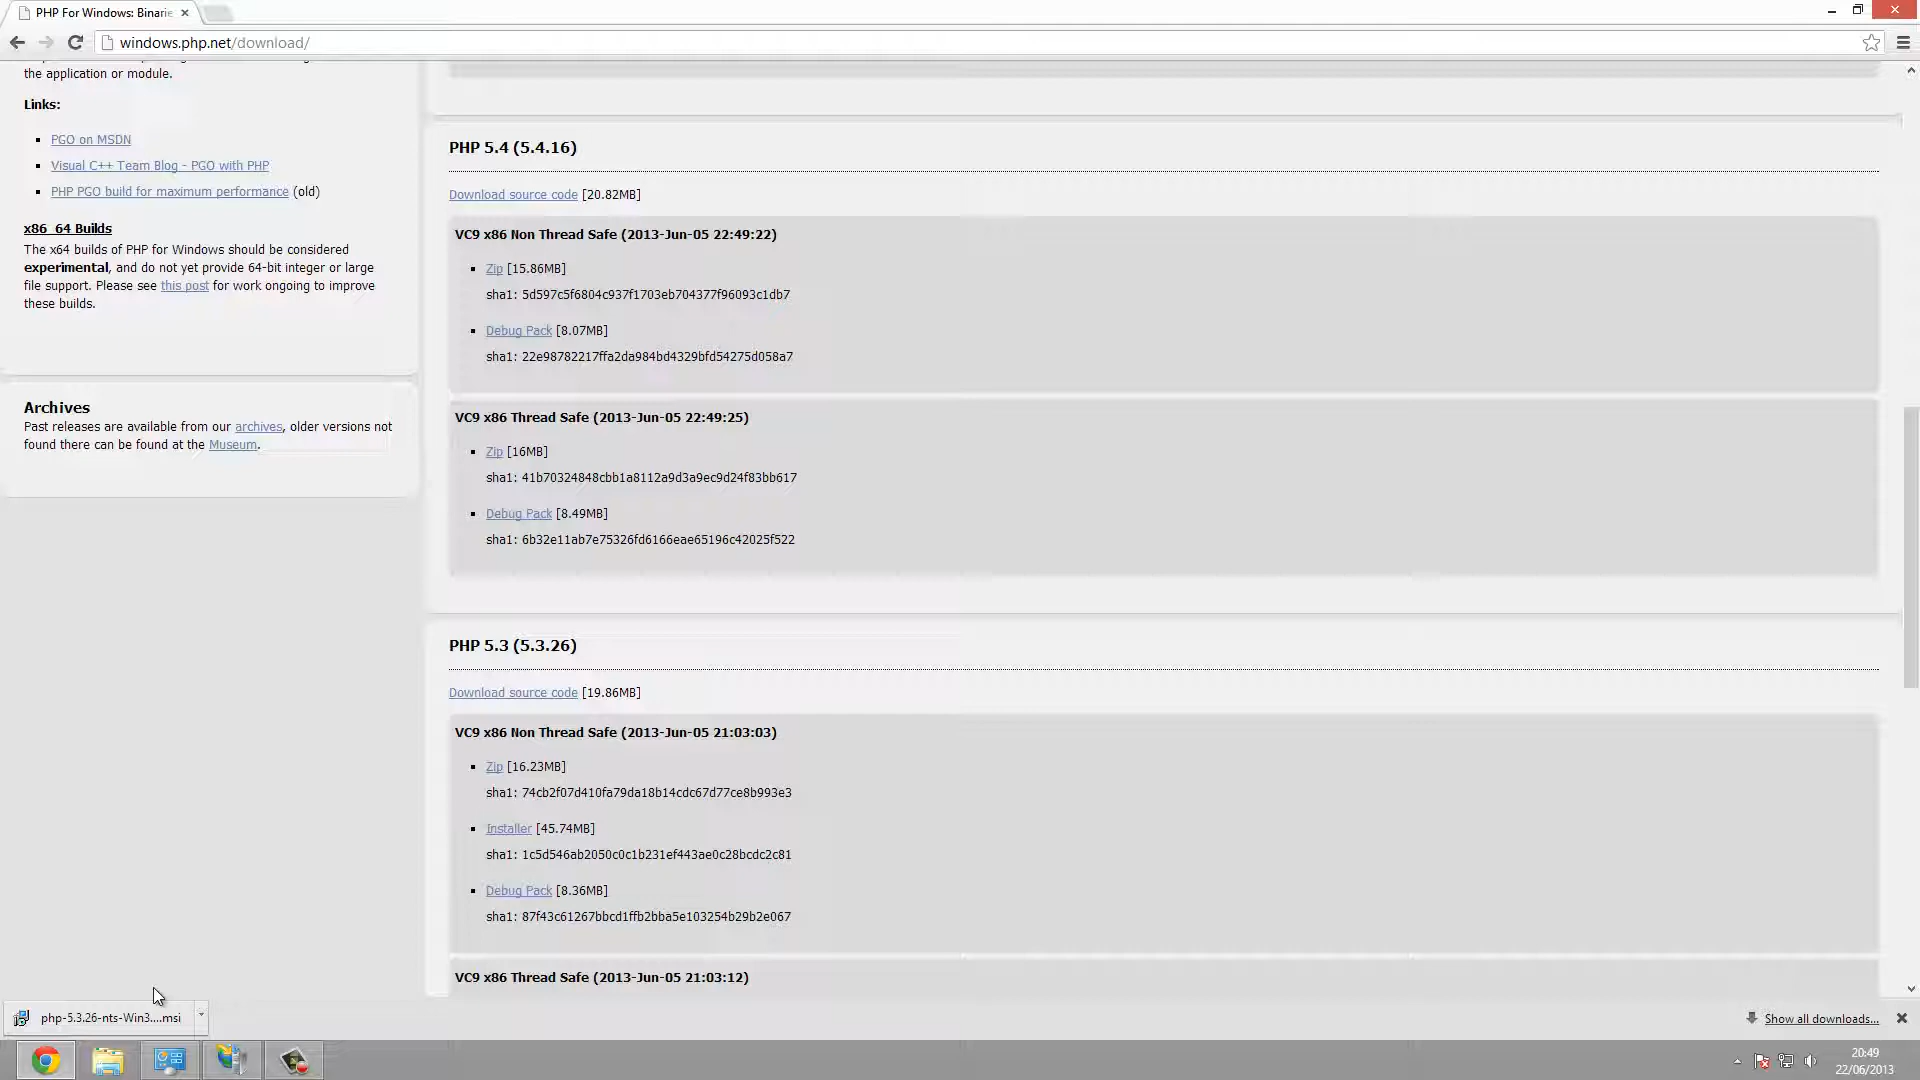 PHP For Windows: Binarie
windows.php.net/download/
the application or module.
Links:
PGO on MSDN
Visual C++ Team Blog - PGO with PHP
PHP PGO build for maximum performance (old)
x86_64 Builds
The x64 builds of PHP for Windows should be considered
experimental, and do not yet provide 64-bit integer or large
file support. Please see this post for work ongoing to improve
these builds.
Archives
Past releases are available from our archives, older versions not
found there can be found at the Museum.
PHP 5.4 (5.4.16)
Download source code [20.82MB]
VC9 x86 Non Thread Safe (2013-Jun-05 22:49:22)
Zip [15.86MB]
sha1: 5d597c5f6804c937f1703eb704377f96093c1db7
Debug Pack [8.07MB]
sha1: 22e98782217ffa2da984bd4329bfd54275d058a7
VC9 x86 Thread Safe (2013-Jun-05 22:49:25)
Zip [16MB]
sha1: 41b70324848cbb1a8112a9d3a9ec9d24f83bb617
Debug Pack [8.49MB]
sha1: 6b32e11ab7e75326fd6166eae65196c42025f522
PHP 5.3 (5.3.26)
Download source code [19.86MB]
VC9 x86 Non Thread Safe (2013-Jun-05 21:03:03)
Zip [16.23MB]
sha1: 74cb2f07d410fa79da18b14cdc67d77ce8b993e3
Installer [45.74MB]
sha1: 1c5d546ab2050c0c1b231ef443ae0c28bcdc2c81
Debug Pack [8.36MB]
sha1: 87f43c61267bbcd1ffb2bba5e103254b29b2e067
VC9 x86 Thread Safe (2013-Jun-05 21:03:12)
php-5.3.26-nts-Win3....msi
Show all downloads...
20:49
22/06/2013